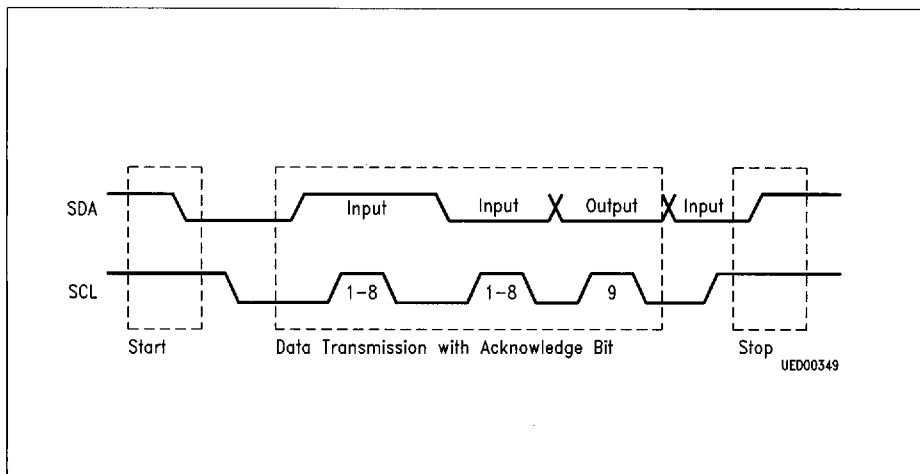 SDA
Input Input Output Input
SCL
1-8 1-8 9
Start Data Transmission with Acknowledge Bit Stop
UED00349